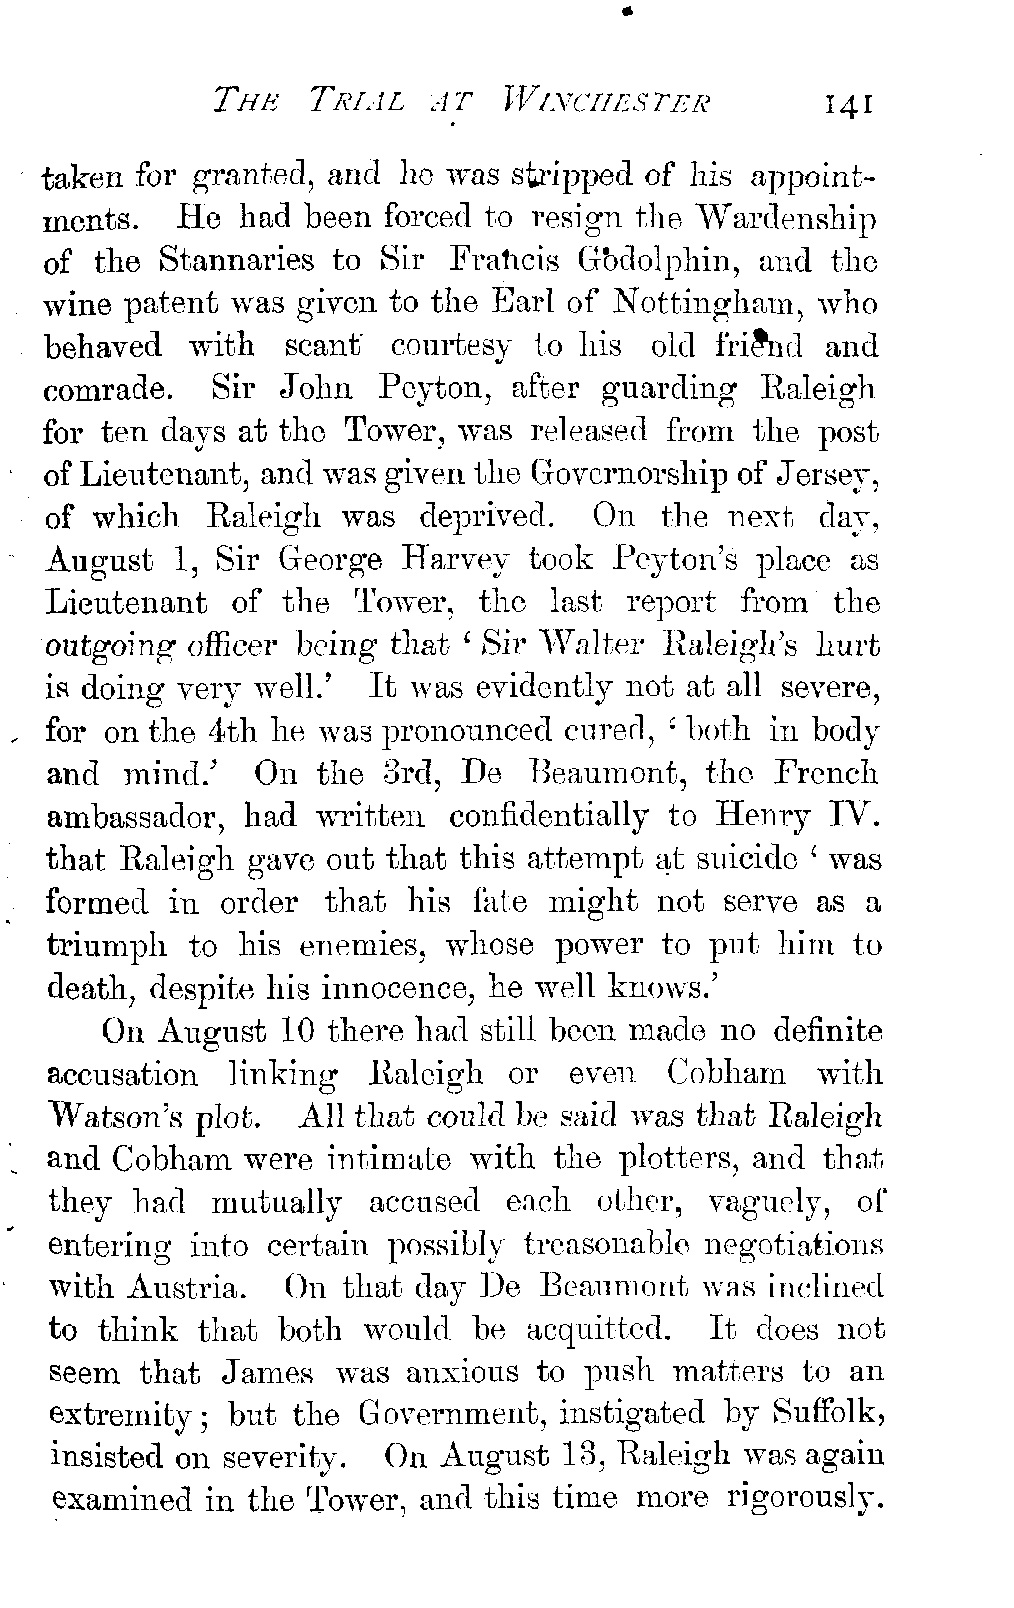 THE TRIAL AT WINCHESTER 141
taken for granted, and he was stripped of his appoint-
ments. He had been forced to resign the Wardenship
of the Stannaries to Sir Francis Godolphin, and the
wine patent was given to the Earl of Nottingham, who
behaved with scant courtesy to his old friend and
comrade. Sir John Peyton, after guarding Raleigh
for ten days at the Tower, was released from the post
of Lieutenant, and was given the Governorship of Jersey,
of which Raleigh was deprived. On the next day,
August 1, Sir George Harvey took Peyton's place as
Lieutenant of the Tower, the last report from the
outgoing officer being that ‘ Sir Walter Raleigh's hurt
is doing very well.’ It was evidently not at all severe,
for on the 4th he was pronounced cured, ‘ both in body
and mind.’ On the 3rd, De Beaumont, the French
ambassador, had written confidentially to Henry IV.
that Raleigh gave out that this attempt at suicide ‘ was
formed in order that his fate might not serve as a
triumph to his enemies, whose power to put him to
death, despite his innocence, he well knows.’
On August 10 there had still been made no definite
accusation linking Raleigh or even Cobham with
Watson's plot. All that could be said was that Raleigh
and Cobham were intimate with the plotters, and that
they had mutually accused each other, vaguely, of
entering into certain possibly treasonable negotiations
with Austria. On that day De Beaumont was inclined
to think that both would be acquitted. It does not
seem that James was anxious to push matters to an
extremity ; but the Government, instigated by Suffolk,
insisted on severity. On August 13, Raleigh was again
examined in the Tower, and this time more rigorously.